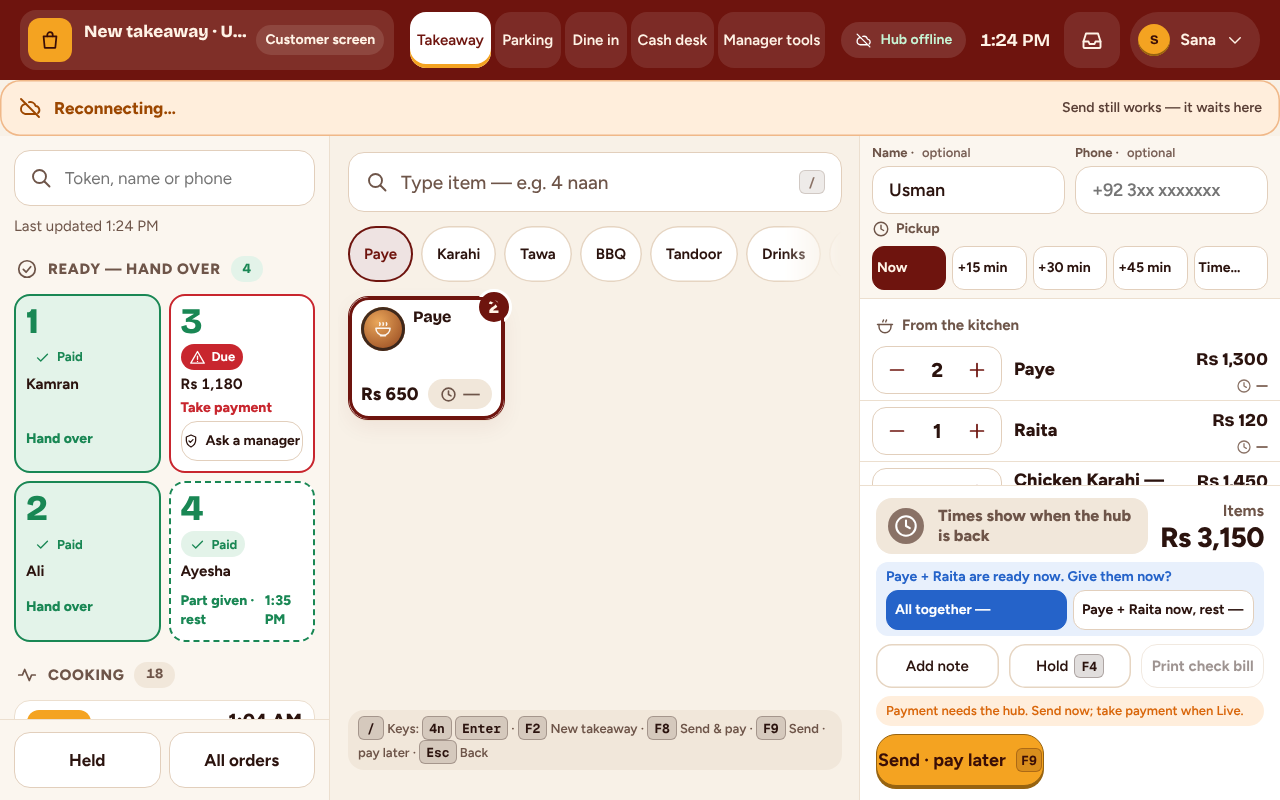 New takeaway · U...
Customer screen
Takeaway
Parking
Dine in
Cash desk
Manager tools
Hub offline
1:24 PM
S
Sana
Reconnecting...
Send still works — it waits here
Token, name or phone
Last updated 1:24 PM
READY — HAND OVER 4
1
Paid
Kamran
Hand over
3
Due
Rs 1,180
Take payment
Ask a manager
2
Paid
Ali
Hand over
4
Paid
Ayesha
Part given · rest
1:35 PM
COOKING 18
1:04 AM
Held
All orders
Type item — e.g. 4 naan
/
Paye
Karahi
Tawa
BBQ
Tandoor
Drinks
Paye
2
Rs 650
—
/ Keys: 4n Enter · F2 New takeaway · F8 Send & pay · F9 Send ·
pay later · Esc Back
Name · optional
Phone · optional
Usman
+92 3xx xxxxxxx
Pickup
Now
+15 min
+30 min
+45 min
Time...
From the kitchen
− 2 + Paye Rs 1,300
—
− 1 + Raita Rs 120
—
Chicken Karahi — Rs 1,450
Times show when the hub
is back
Items
Rs 3,150
Paye + Raita are ready now. Give them now?
All together —
Paye + Raita now, rest —
Add note
Hold F4
Print check bill
Payment needs the hub. Send now; take payment when Live.
Send · pay later F9